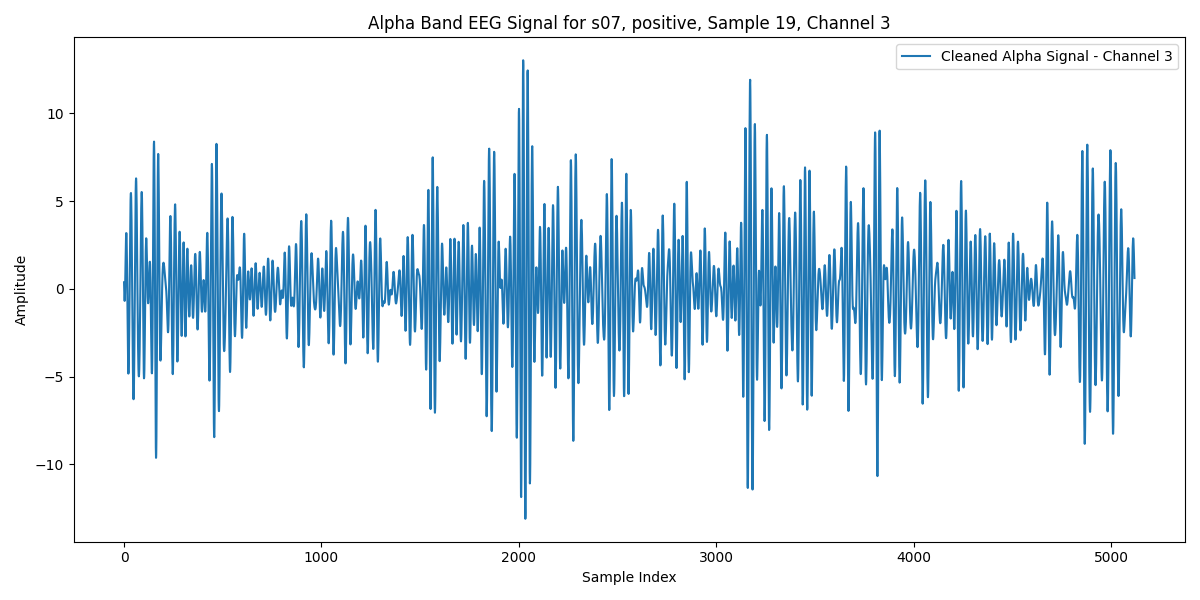 Alpha Band EEG Signal for s07, positive, Sample 19, Channel 3
Cleaned Alpha Signal - Channel 3
Amplitude
10
5
0
−5
−10
0 1000 2000 3000 4000 5000
Sample Index